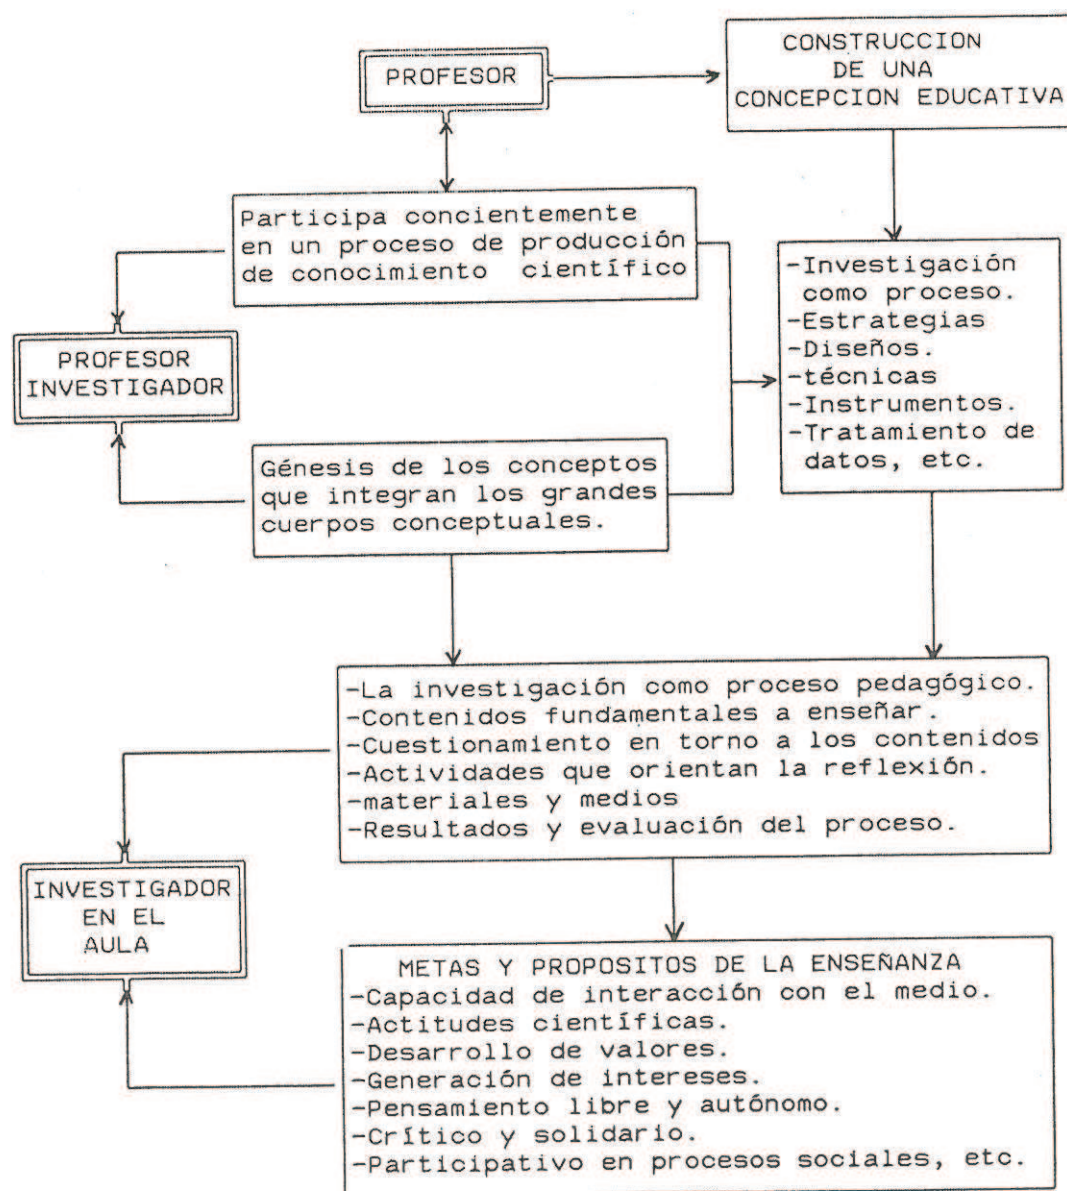 PROFESOR
CONSTRUCCION
DE UNA
CONCEPCION EDUCATIVA
Participa concientemente
en un proceso de producción
de conocimiento científico
-Investigación
como proceso.
-Estrategias
-Diseños.
-técnicas
-Instrumentos.
-Tratamiento de
datos, etc.
PROFESOR
INVESTIGADOR
Génesis de los conceptos
que integran los grandes
cuerpos conceptuales.
-La investigación como proceso pedagógico.
-Contenidos fundamentales a enseñar.
-Cuestionamiento en torno a los contenidos
-Actividades que orientan la reflexión.
-materiales y medios
-Resultados y evaluación del proceso.
INVESTIGADOR
EN EL
AULA
METAS Y PROPOSITOS DE LA ENSEÑANZA
-Capacidad de interacción con el medio.
-Actitudes científicas.
-Desarrollo de valores.
-Generación de intereses.
-Pensamiento libre y autónomo.
-Crítico y solidario.
-Participativo en procesos sociales, etc.